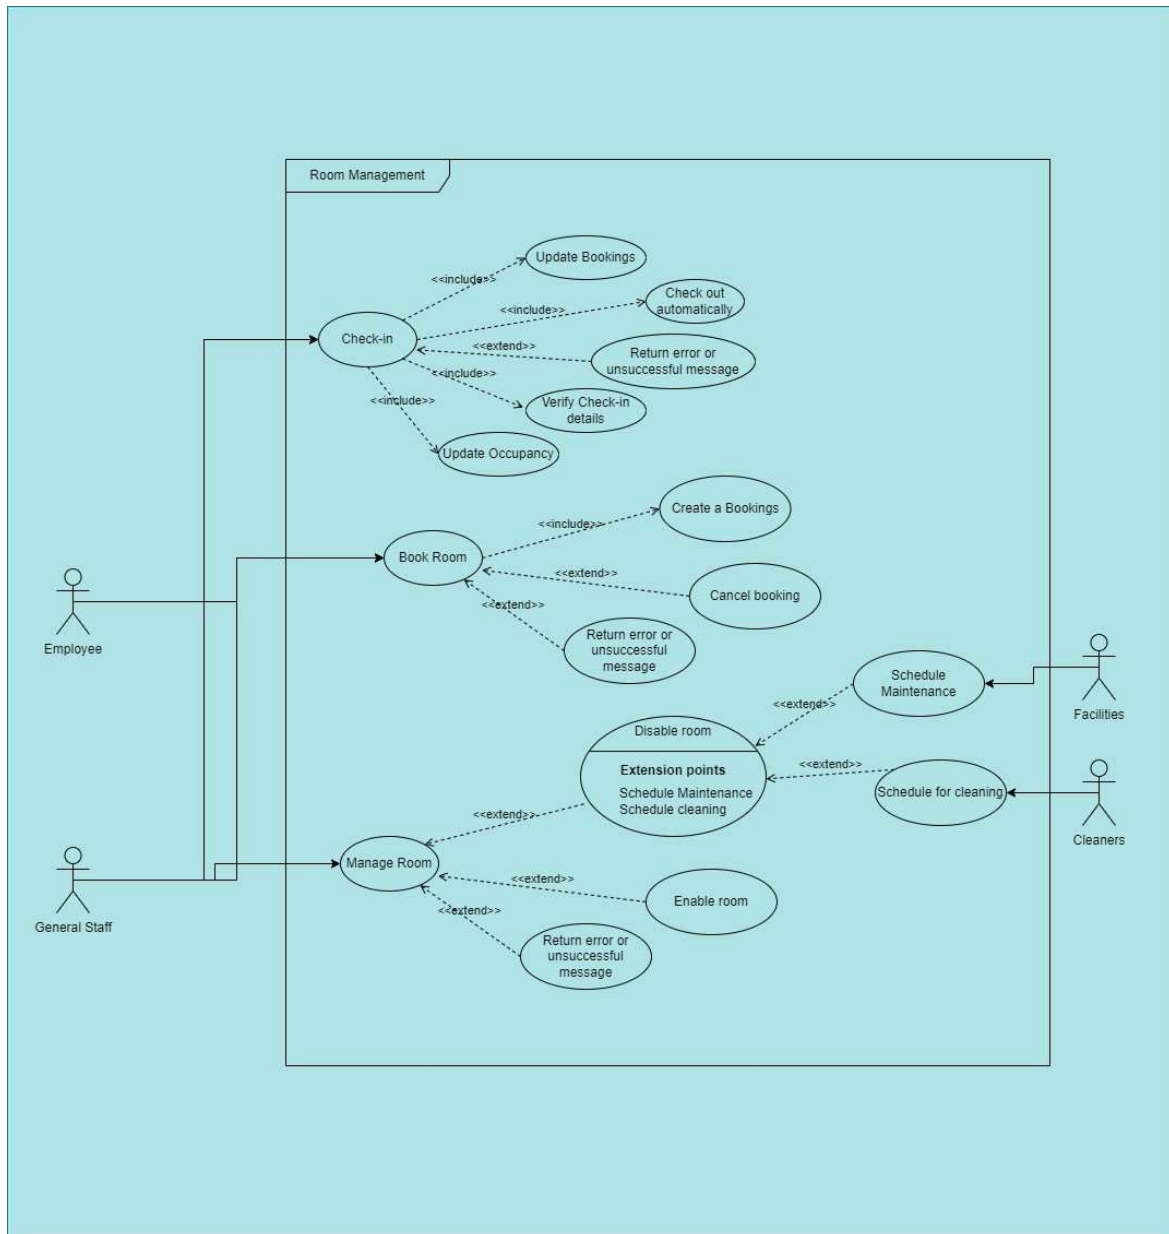 Room Management
Update Bookings
<<include>>
Check out
automatically
<<include>>
Check-in
<<extend>>
Return error or
unsuccessful message
<<include>>
Verify Check-in
details
<<include>>
Update Occupancy
Create a Bookings
<<include>>
Book Room
<<extend>>
Cancel booking
<<extend>>
Return error or
unsuccessful
message
Employee
Schedule
Maintenance
Facilities
<<extend>>
Disable room
Extension points
Schedule Maintenance
Schedule cleaning
<<extend>>
Schedule for cleaning
Cleaners
<<extend>>
Manage Room
<<extend>>
Enable room
<<extend>>
Return error or
unsuccessful
message
General Staff